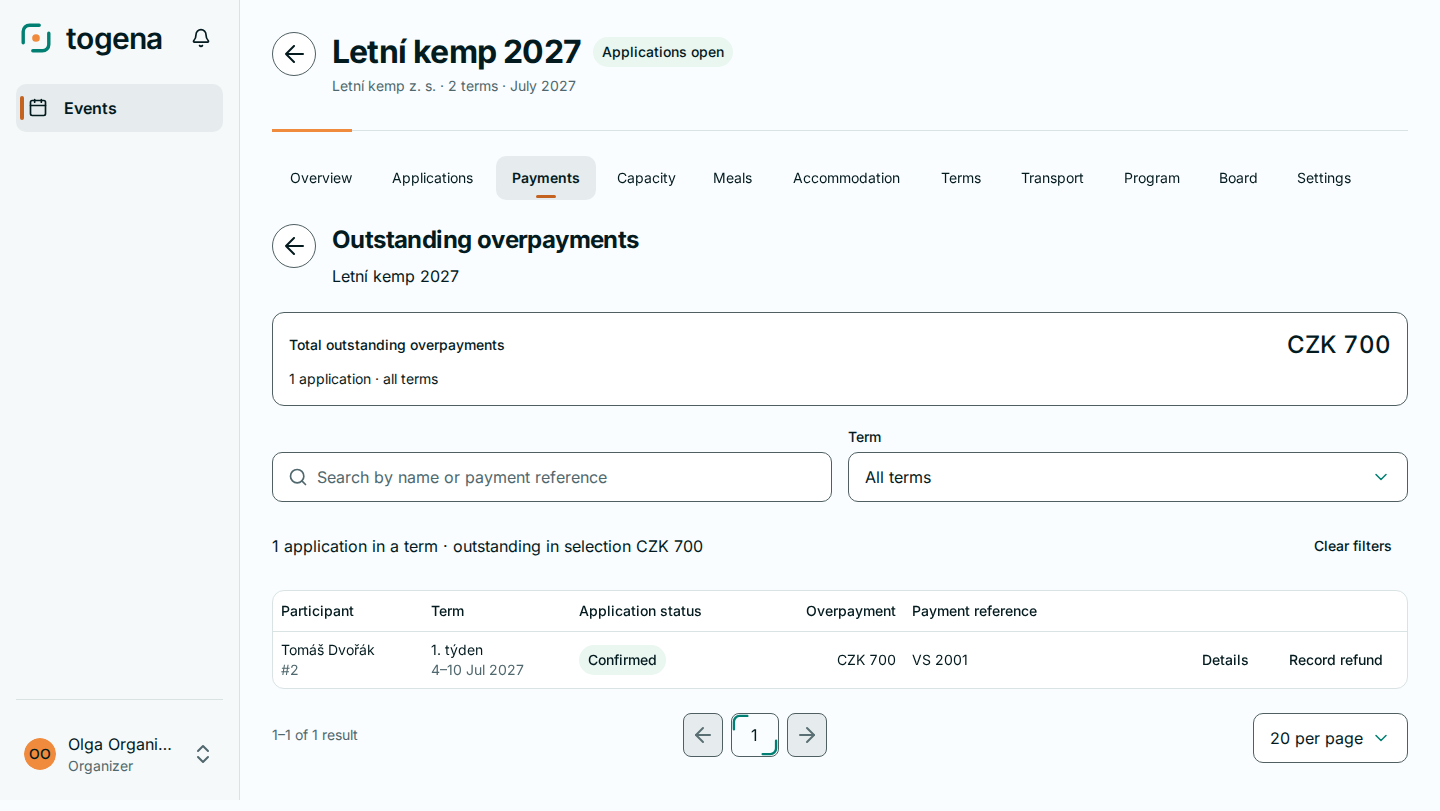 togena
Events
Letní kemp 2027
Applications open
Letní kemp z. s. · 2 terms · July 2027
Overview
Applications
Payments
Capacity
Meals
Accommodation
Terms
Transport
Program
Board
Settings
Outstanding overpayments
Letní kemp 2027
Total outstanding overpayments
CZK 700
1 application · all terms
Term
Search by name or payment reference
All terms
1 application in a term · outstanding in selection CZK 700
Clear filters
Participant
Term
Application status
Overpayment
Payment reference
Tomáš Dvořák
#2
1. týden
4–10 Jul 2027
Confirmed
CZK 700
VS 2001
Details
Record refund
1–1 of 1 result
1
20 per page
OO
Olga Organi...
Organizer